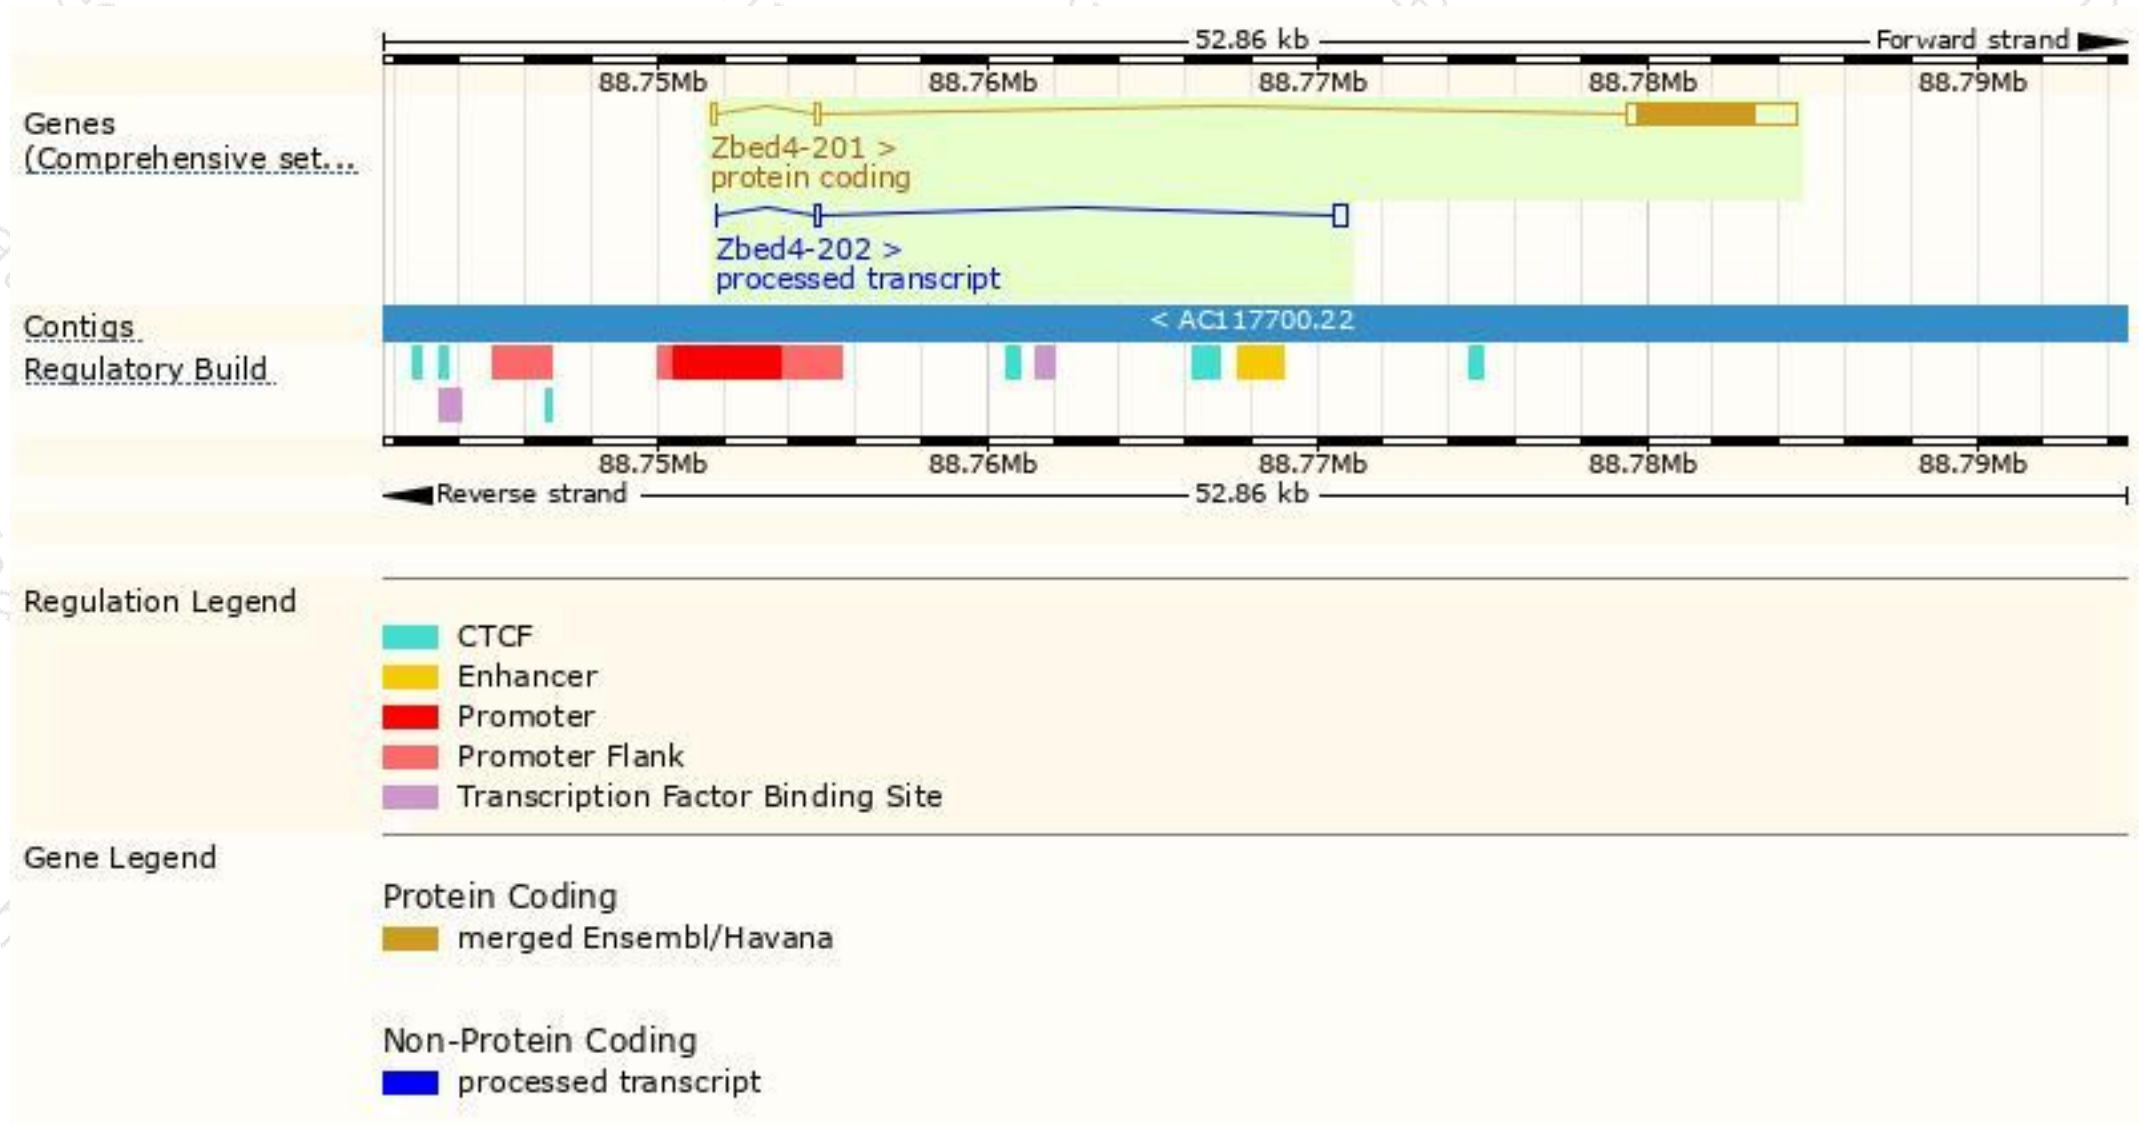 52.86 kb Forward strand
88.75Mb 88.76Mb 88.77Mb 88.78Mb 88.79Mb
Genes
(Comprehensive set...
Zbed4-201 >
protein coding
Zbed4-202 >
processed transcript
Contigs < AC117700.22
Regulatory Build
88.75Mb 88.76Mb 88.77Mb 88.78Mb 88.79Mb
Reverse strand 52.86 kb
Regulation Legend
CTCF
Enhancer
Promoter
Promoter Flank
Transcription Factor Binding Site
Gene Legend
Protein Coding
merged Ensembl/Havana
Non-Protein Coding
processed transcript